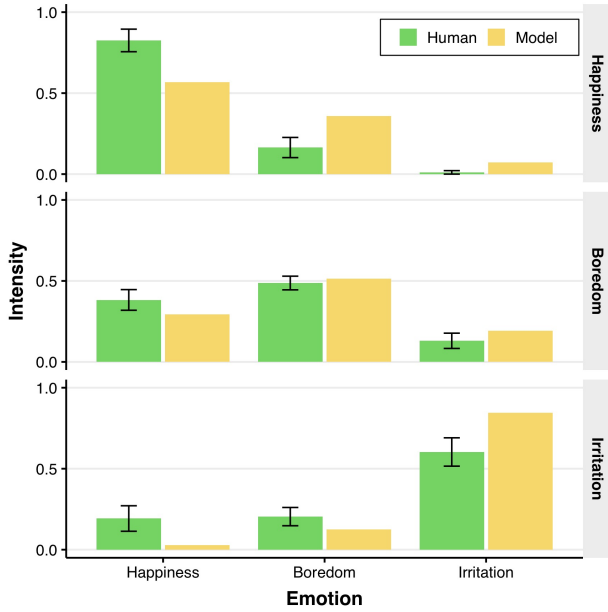 1.0
Human Model
0.5
0.0
Happiness
1.0
0.5
0.0
Boredom
1.0
0.5
0.0
Irritation
Intensity
Happiness Boredom Irritation
Emotion